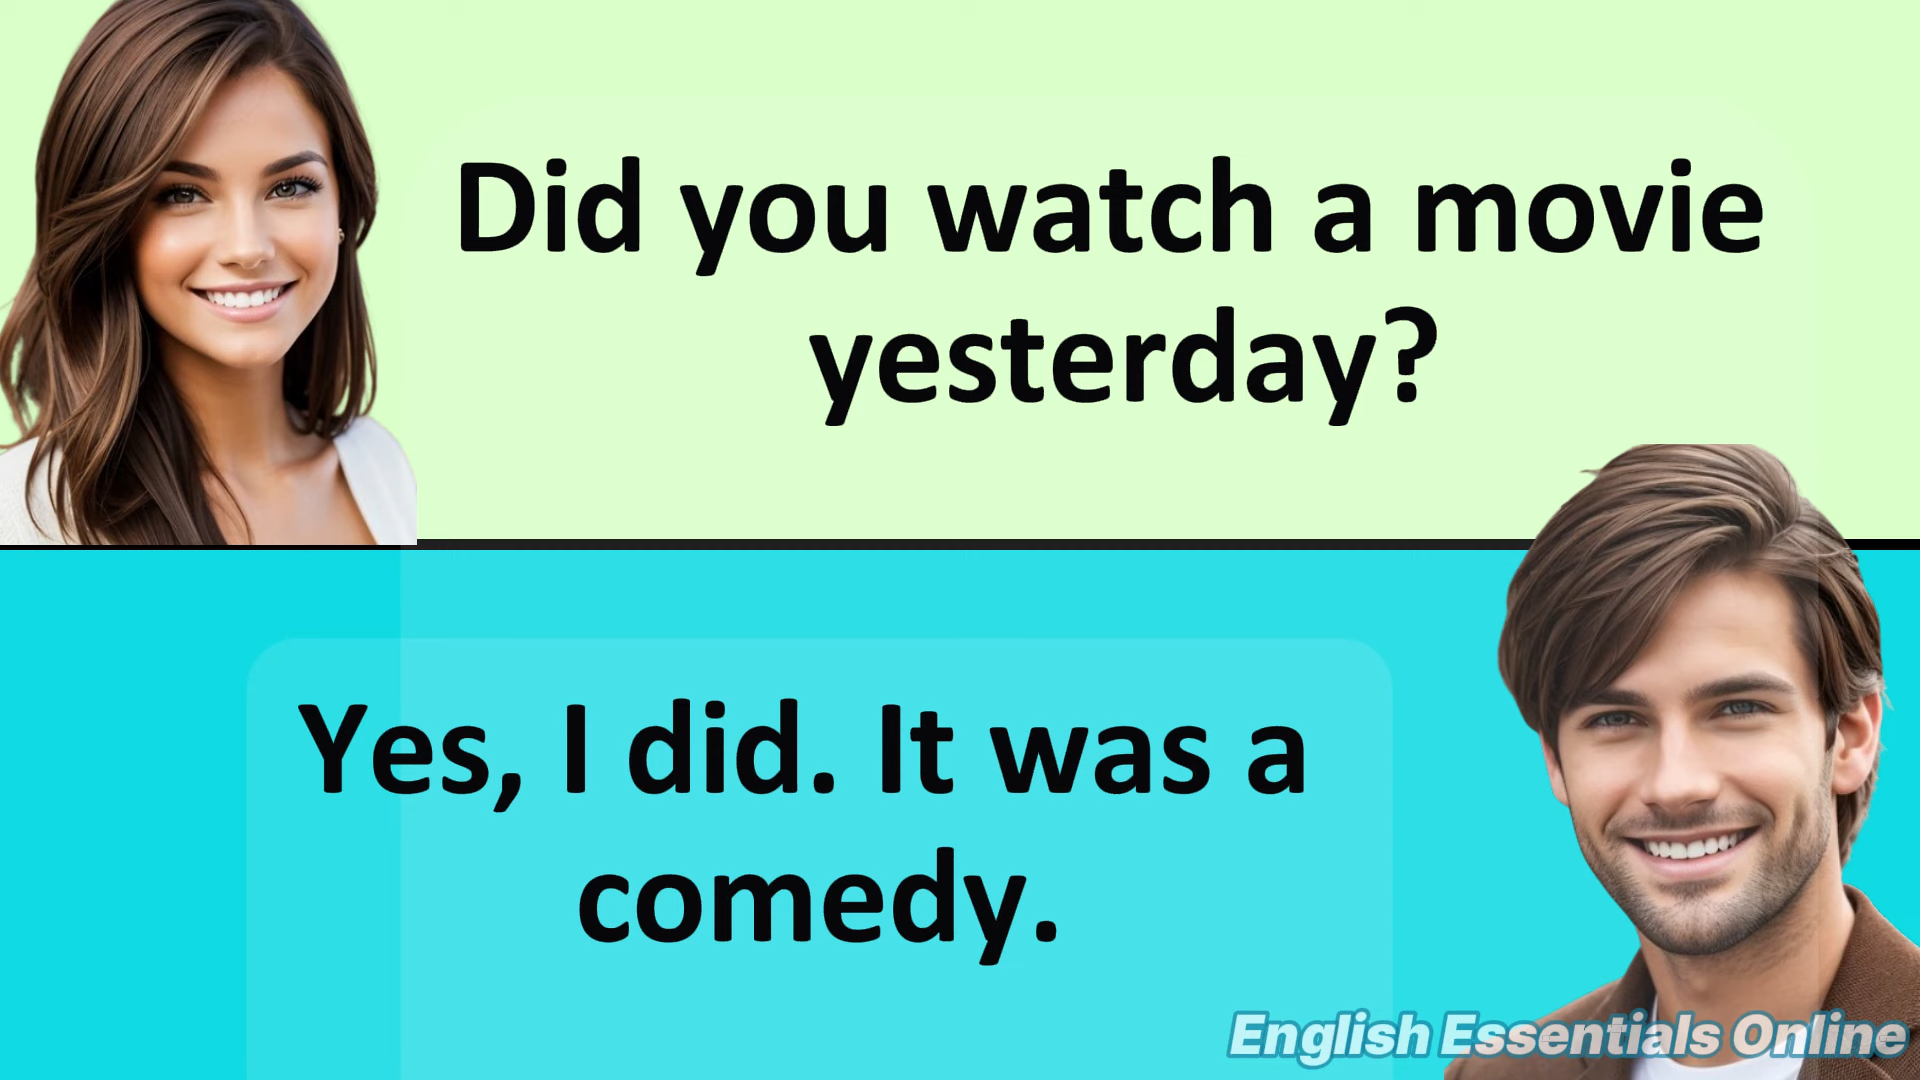 Did you watch a movie
yesterday?
Yes, I did. It was a
comedy.
English Essentials Online